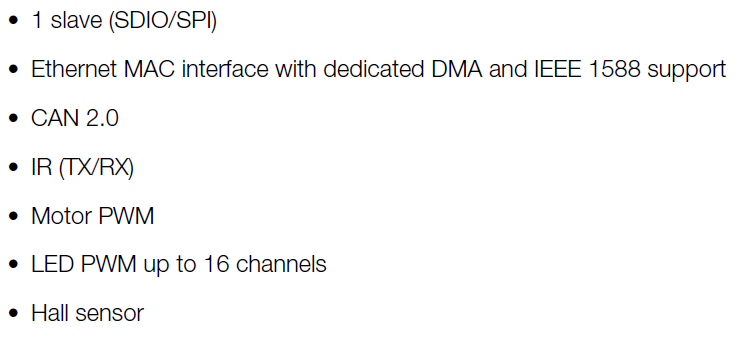 • 1 slave (SDIO/SPI)
• Ethernet MAC interface with dedicated DMA and IEEE 1588 support
• CAN 2.0
• IR (TX/RX)
• Motor PWM
• LED PWM up to 16 channels
• Hall sensor